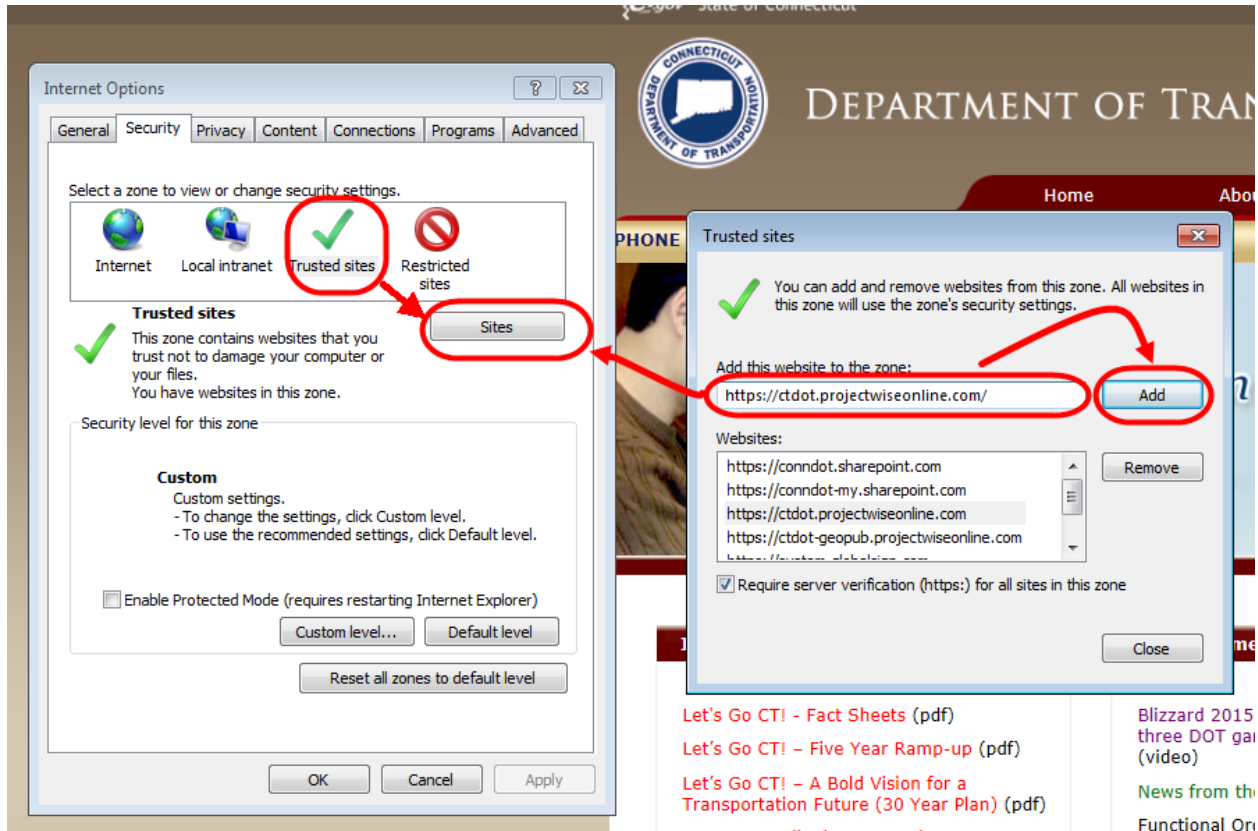 State of Connecticut
Internet Options
General Security Privacy Content Connections Programs Advanced
Select a zone to view or change security settings.
Internet
Local intranet
Trusted sites
Restricted
sites
Trusted sites
This zone contains websites that you
trust not to damage your computer or
your files.
You have websites in this zone.
Sites
Security level for this zone
Custom
Custom settings.
- To change the settings, click Custom level.
- To use the recommended settings, click Default level.
Enable Protected Mode (requires restarting Internet Explorer)
Custom level...
Default level
Reset all zones to default level
OK
Cancel
Apply
CONNECTICUT
DEPARTMENT OF TRANSPORTATION
DEPARTMENT OF TRAN
Home
Abou
PHONE
Trusted sites
You can add and remove websites from this zone. All websites in
this zone will use the zone's security settings.
Add this website to the zone:
https://ctdot.projectwiseonline.com/
Add
Websites:
https://conndot.sharepoint.com
https://conndot-my.sharepoint.com
https://ctdot.projectwiseonline.com
https://ctdot-geopub.projectwiseonline.com
Remove
Require server verification (https:) for all sites in this zone
Close
Let's Go CT! - Fact Sheets (pdf)
Let's Go CT! – Five Year Ramp-up (pdf)
Let's Go CT! – A Bold Vision for a
Transportation Future (30 Year Plan) (pdf)
Blizzard 2015
three DOT gar
(video)
News from the
Functional Or